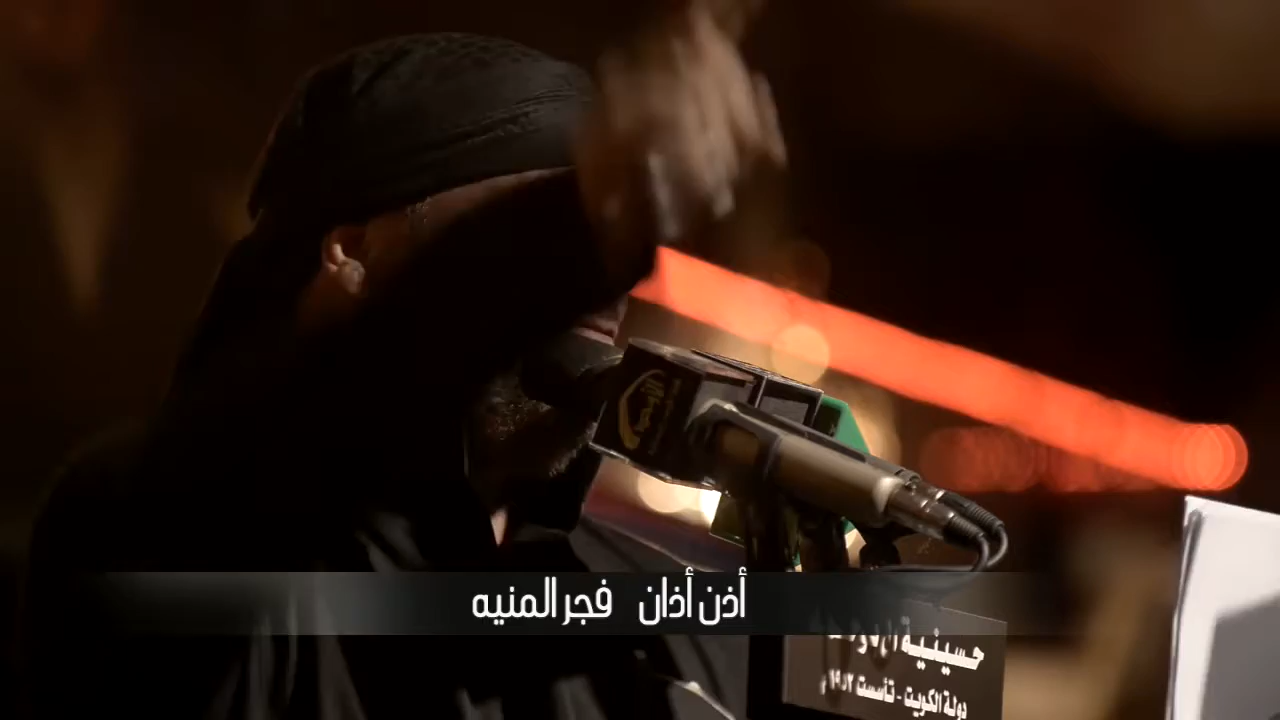 أذن أذان فجر المنيه
حسينية
دولة الكويت - تأسست